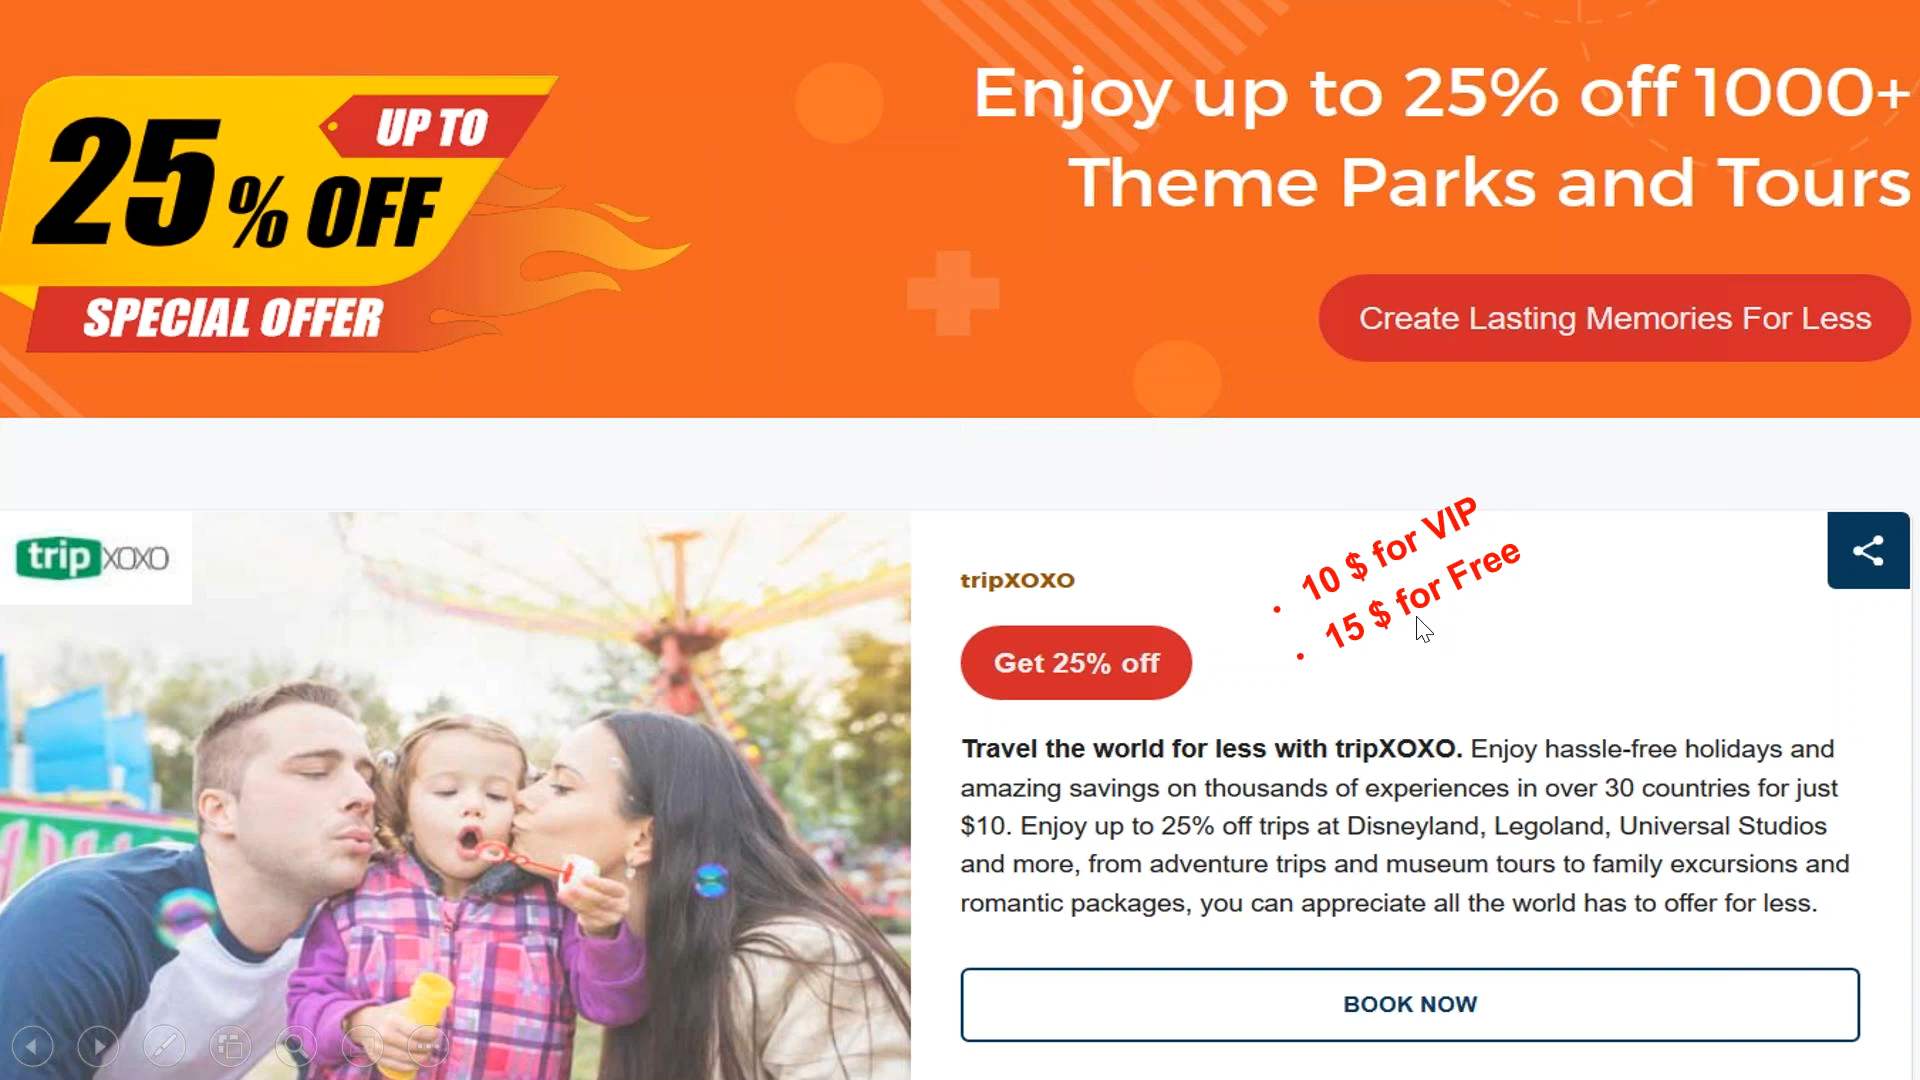 25% OFF
UP TO
SPECIAL OFFER
Enjoy up to 25% off 1000+
Theme Parks and Tours
Create Lasting Memories For Less
trip XOXO
tripXOXO
• 10 $ for VIP
• 15 $ for Free
Get 25% off
Travel the world for less with tripXOXO. Enjoy hassle-free holidays and
amazing savings on thousands of experiences in over 30 countries for just
$10. Enjoy up to 25% off trips at Disneyland, Legoland, Universal Studios
and more, from adventure trips and museum tours to family excursions and
romantic packages, you can appreciate all the world has to offer for less.
BOOK NOW